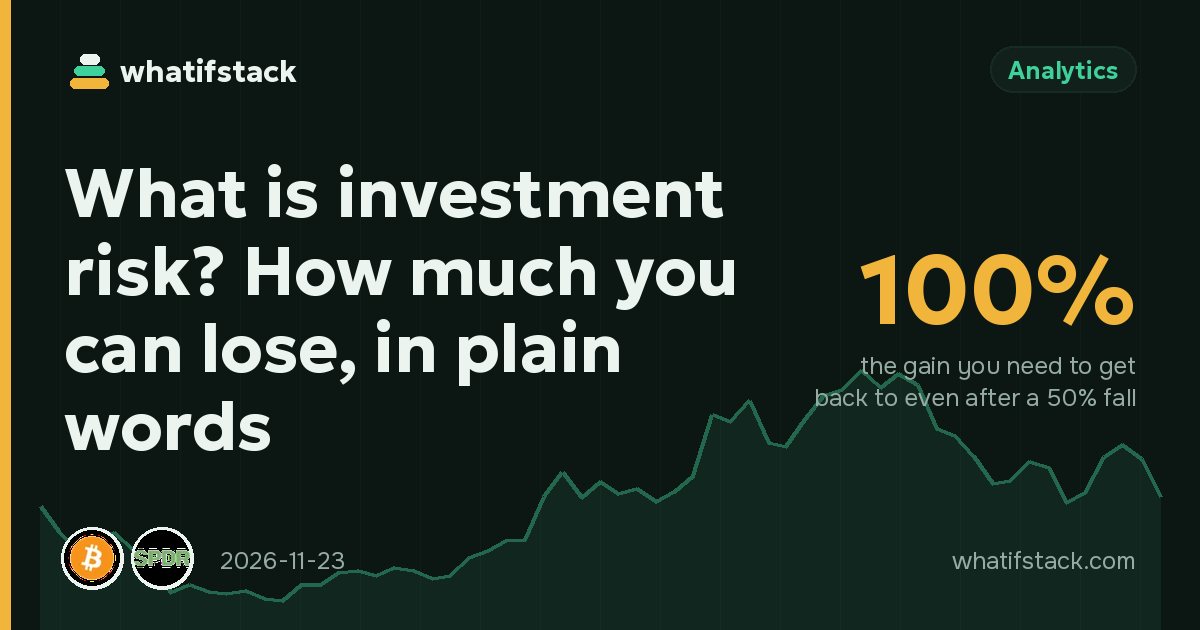 whatifstack
Analytics
What is investment
risk? How much you
can lose, in plain
words
100%
the gain you need to get
back to even after a 50% fall
SPDR
2026-11-23
whatifstack.com